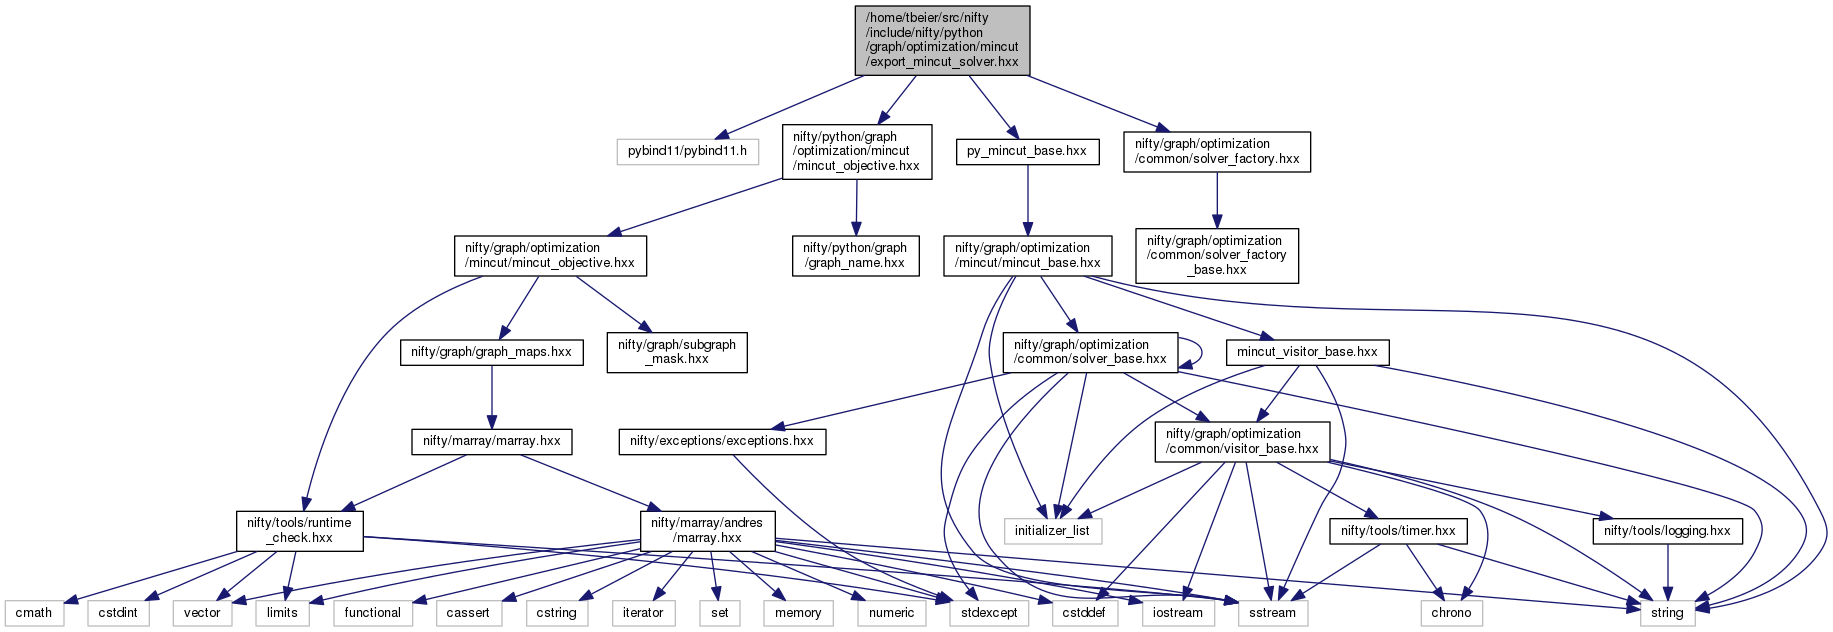 /home/tbeier/src/nifty
/include/nifty/python
/graph/optimization/mincut
/export_mincut_solver.hxx
pybind11/pybind11.h
nifty/python/graph
/optimization/mincut
/mincut_objective.hxx
py_mincut_base.hxx
nifty/graph/optimization
/common/solver_factory.hxx
nifty/graph/optimization
/mincut/mincut_objective.hxx
nifty/python/graph
/graph_name.hxx
nifty/graph/optimization
/mincut/mincut_base.hxx
nifty/graph/optimization
/common/solver_factory
_base.hxx
nifty/graph/graph_maps.hxx
nifty/graph/subgraph
_mask.hxx
nifty/graph/optimization
/common/solver_base.hxx
mincut_visitor_base.hxx
nifty/marray/marray.hxx
nifty/exceptions/exceptions.hxx
nifty/graph/optimization
/common/visitor_base.hxx
nifty/tools/runtime
_check.hxx
nifty/marray/andres
/marray.hxx
initializer_list
nifty/tools/timer.hxx
nifty/tools/logging.hxx
cmath
cstdint
vector
limits
functional
cassert
cstring
iterator
set
memory
numeric
stdexcept
cstddef
iostream
sstream
chrono
string